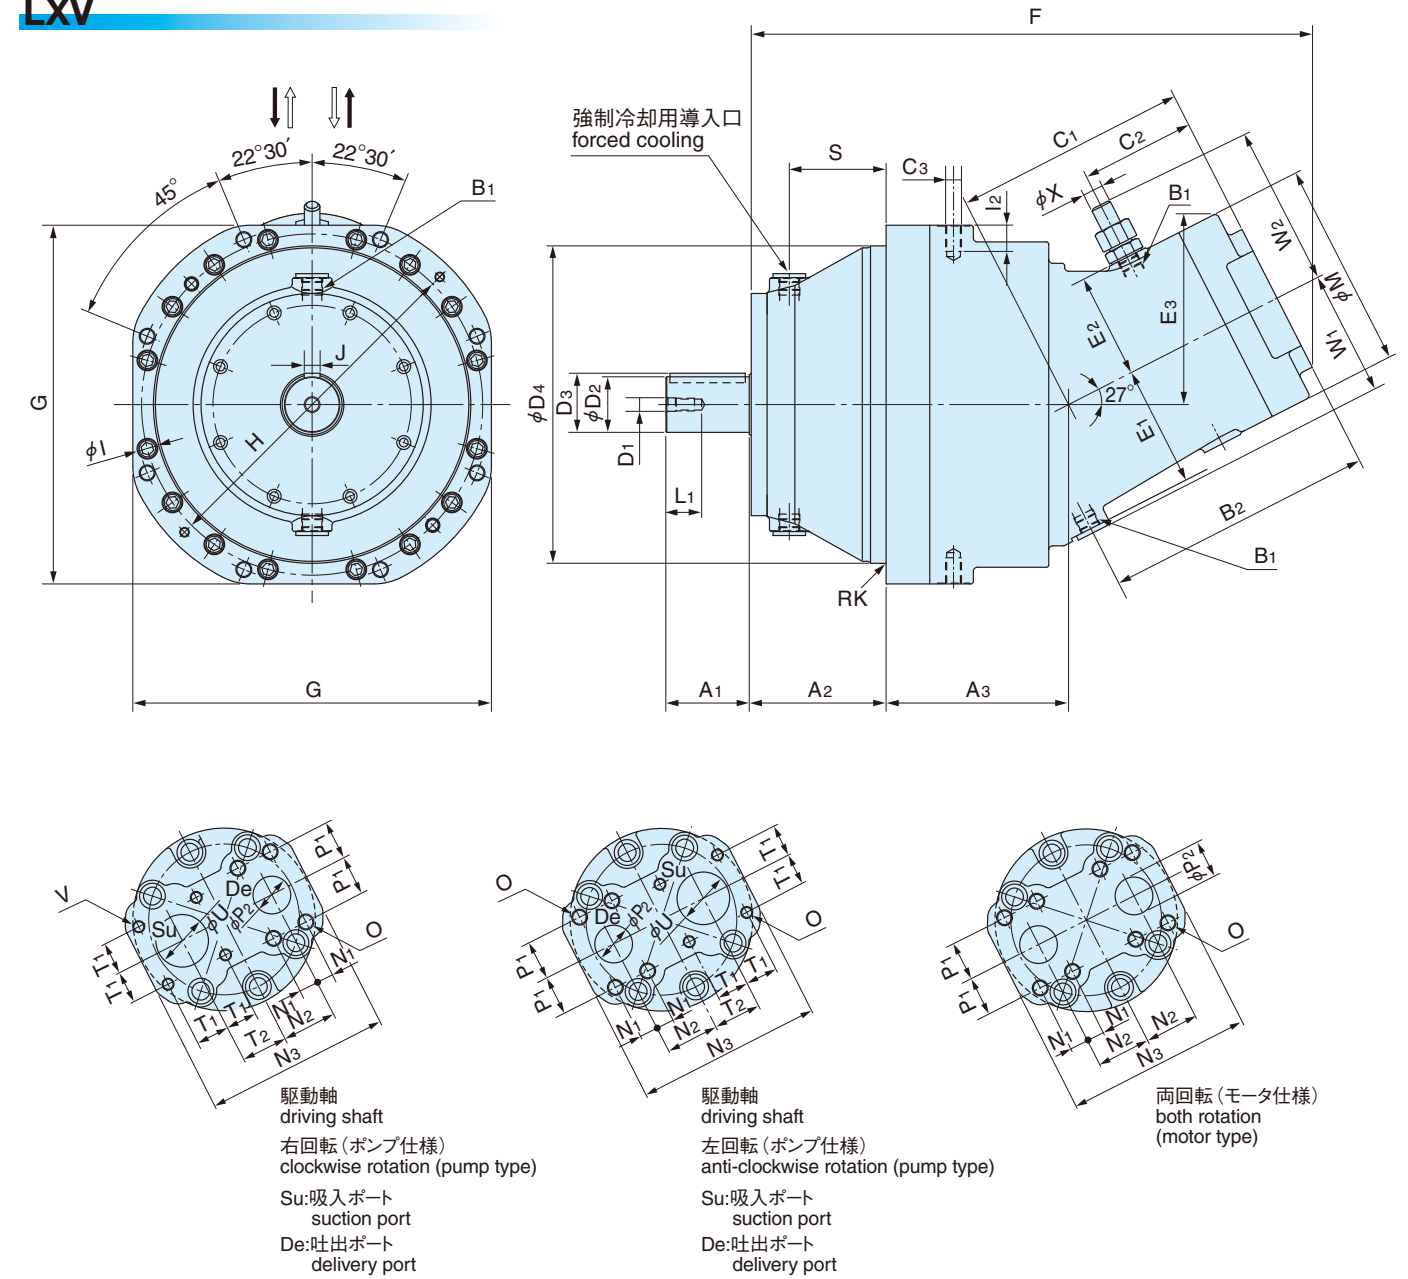 LXV
F
強制冷却用導入口
forced cooling
22°30′
22°30′
45°
B1
S
C3
I2
C1
C2
φX
B1
W2
φM
W1
E3
E2
E1
27°
B2
B1
G
J
H
φI
φD4
D3
φD2
D1
L1
RK
G
A1
A2
A3
V
Su
De
φU
φP2
P1
P1
O
T1
T1
T1
T1
T2
N1
N1
N2
N3
駆動軸
driving shaft
右回転(ポンプ仕様)
clockwise rotation (pump type)
Su:吸入ポート
suction port
De:吐出ポート
delivery port
O
De
Su
φP2
φU
T1
T1
O
P1
P1
N1
N1
N2
T1
T1
T2
N3
駆動軸
driving shaft
左回転(ポンプ仕様)
anti-clockwise rotation (pump type)
Su:吸入ポート
suction port
De:吐出ポート
delivery port
φP2
O
P1
P1
N1
N1
N2
N2
N3
両回転(モータ仕様)
both rotation
(motor type)